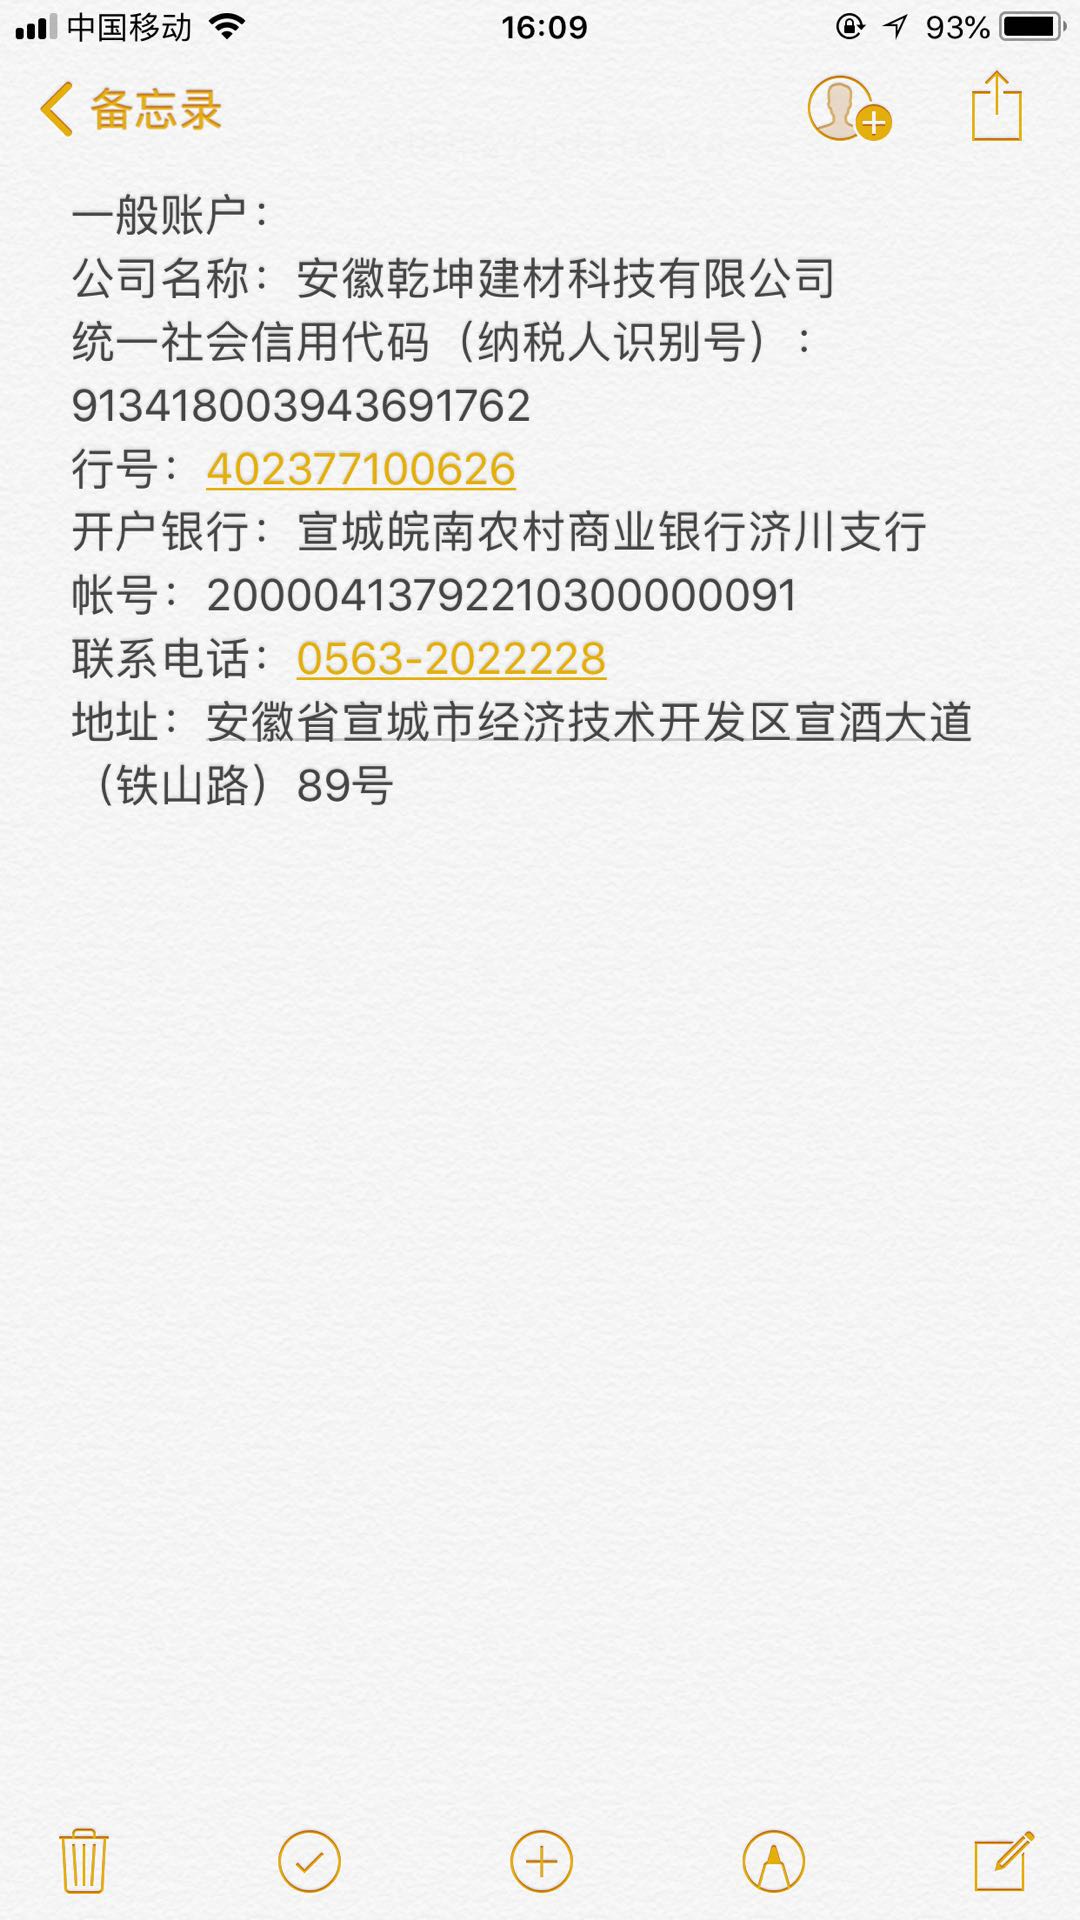 中国移动 16:09 93%
备忘录
一般账户：
公司名称：安徽乾坤建材科技有限公司
统一社会信用代码（纳税人识别号）：
913418003943691762
行号：402377100626
开户银行：宣城皖南农村商业银行济川支行
帐号：20000413792210300000091
联系电话：0563-2022228
地址：安徽省宣城市经济技术开发区宣酒大道
（铁山路）89号